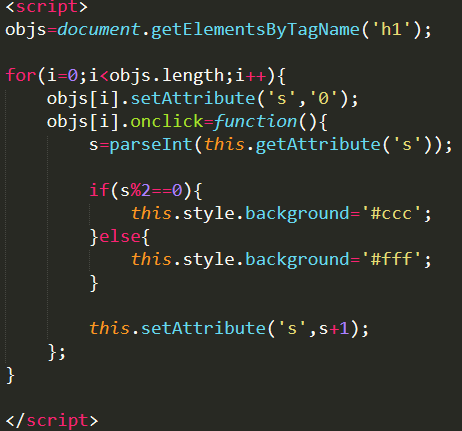 <script>
objs=document.getElementsByTagName('h1');
for(i=0;i<objs.length;i++){
    objs[i].setAttribute('s','0');
    objs[i].onclick=function(){
        s=parseInt(this.getAttribute('s'));
        if(s%2==0){
            this.style.background='#ccc';
        }else{
            this.style.background='#fff';
        }
        this.setAttribute('s',s+1);
    };
}
</script>